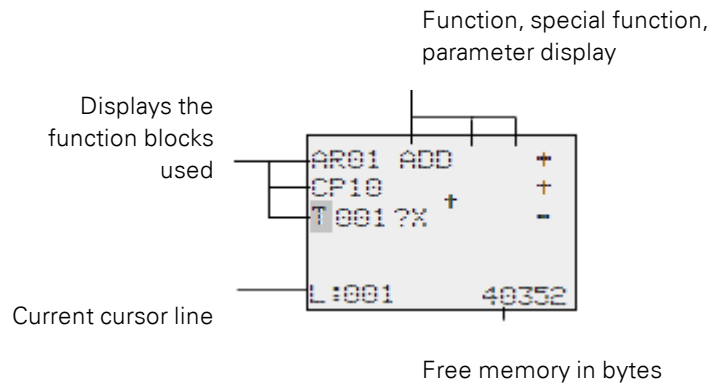 Function, special function,
parameter display
Displays the
function blocks
used
AR01 ADD +
CP10 +
T 001 ?X † -
L:001 40352
Current cursor line
Free memory in bytes